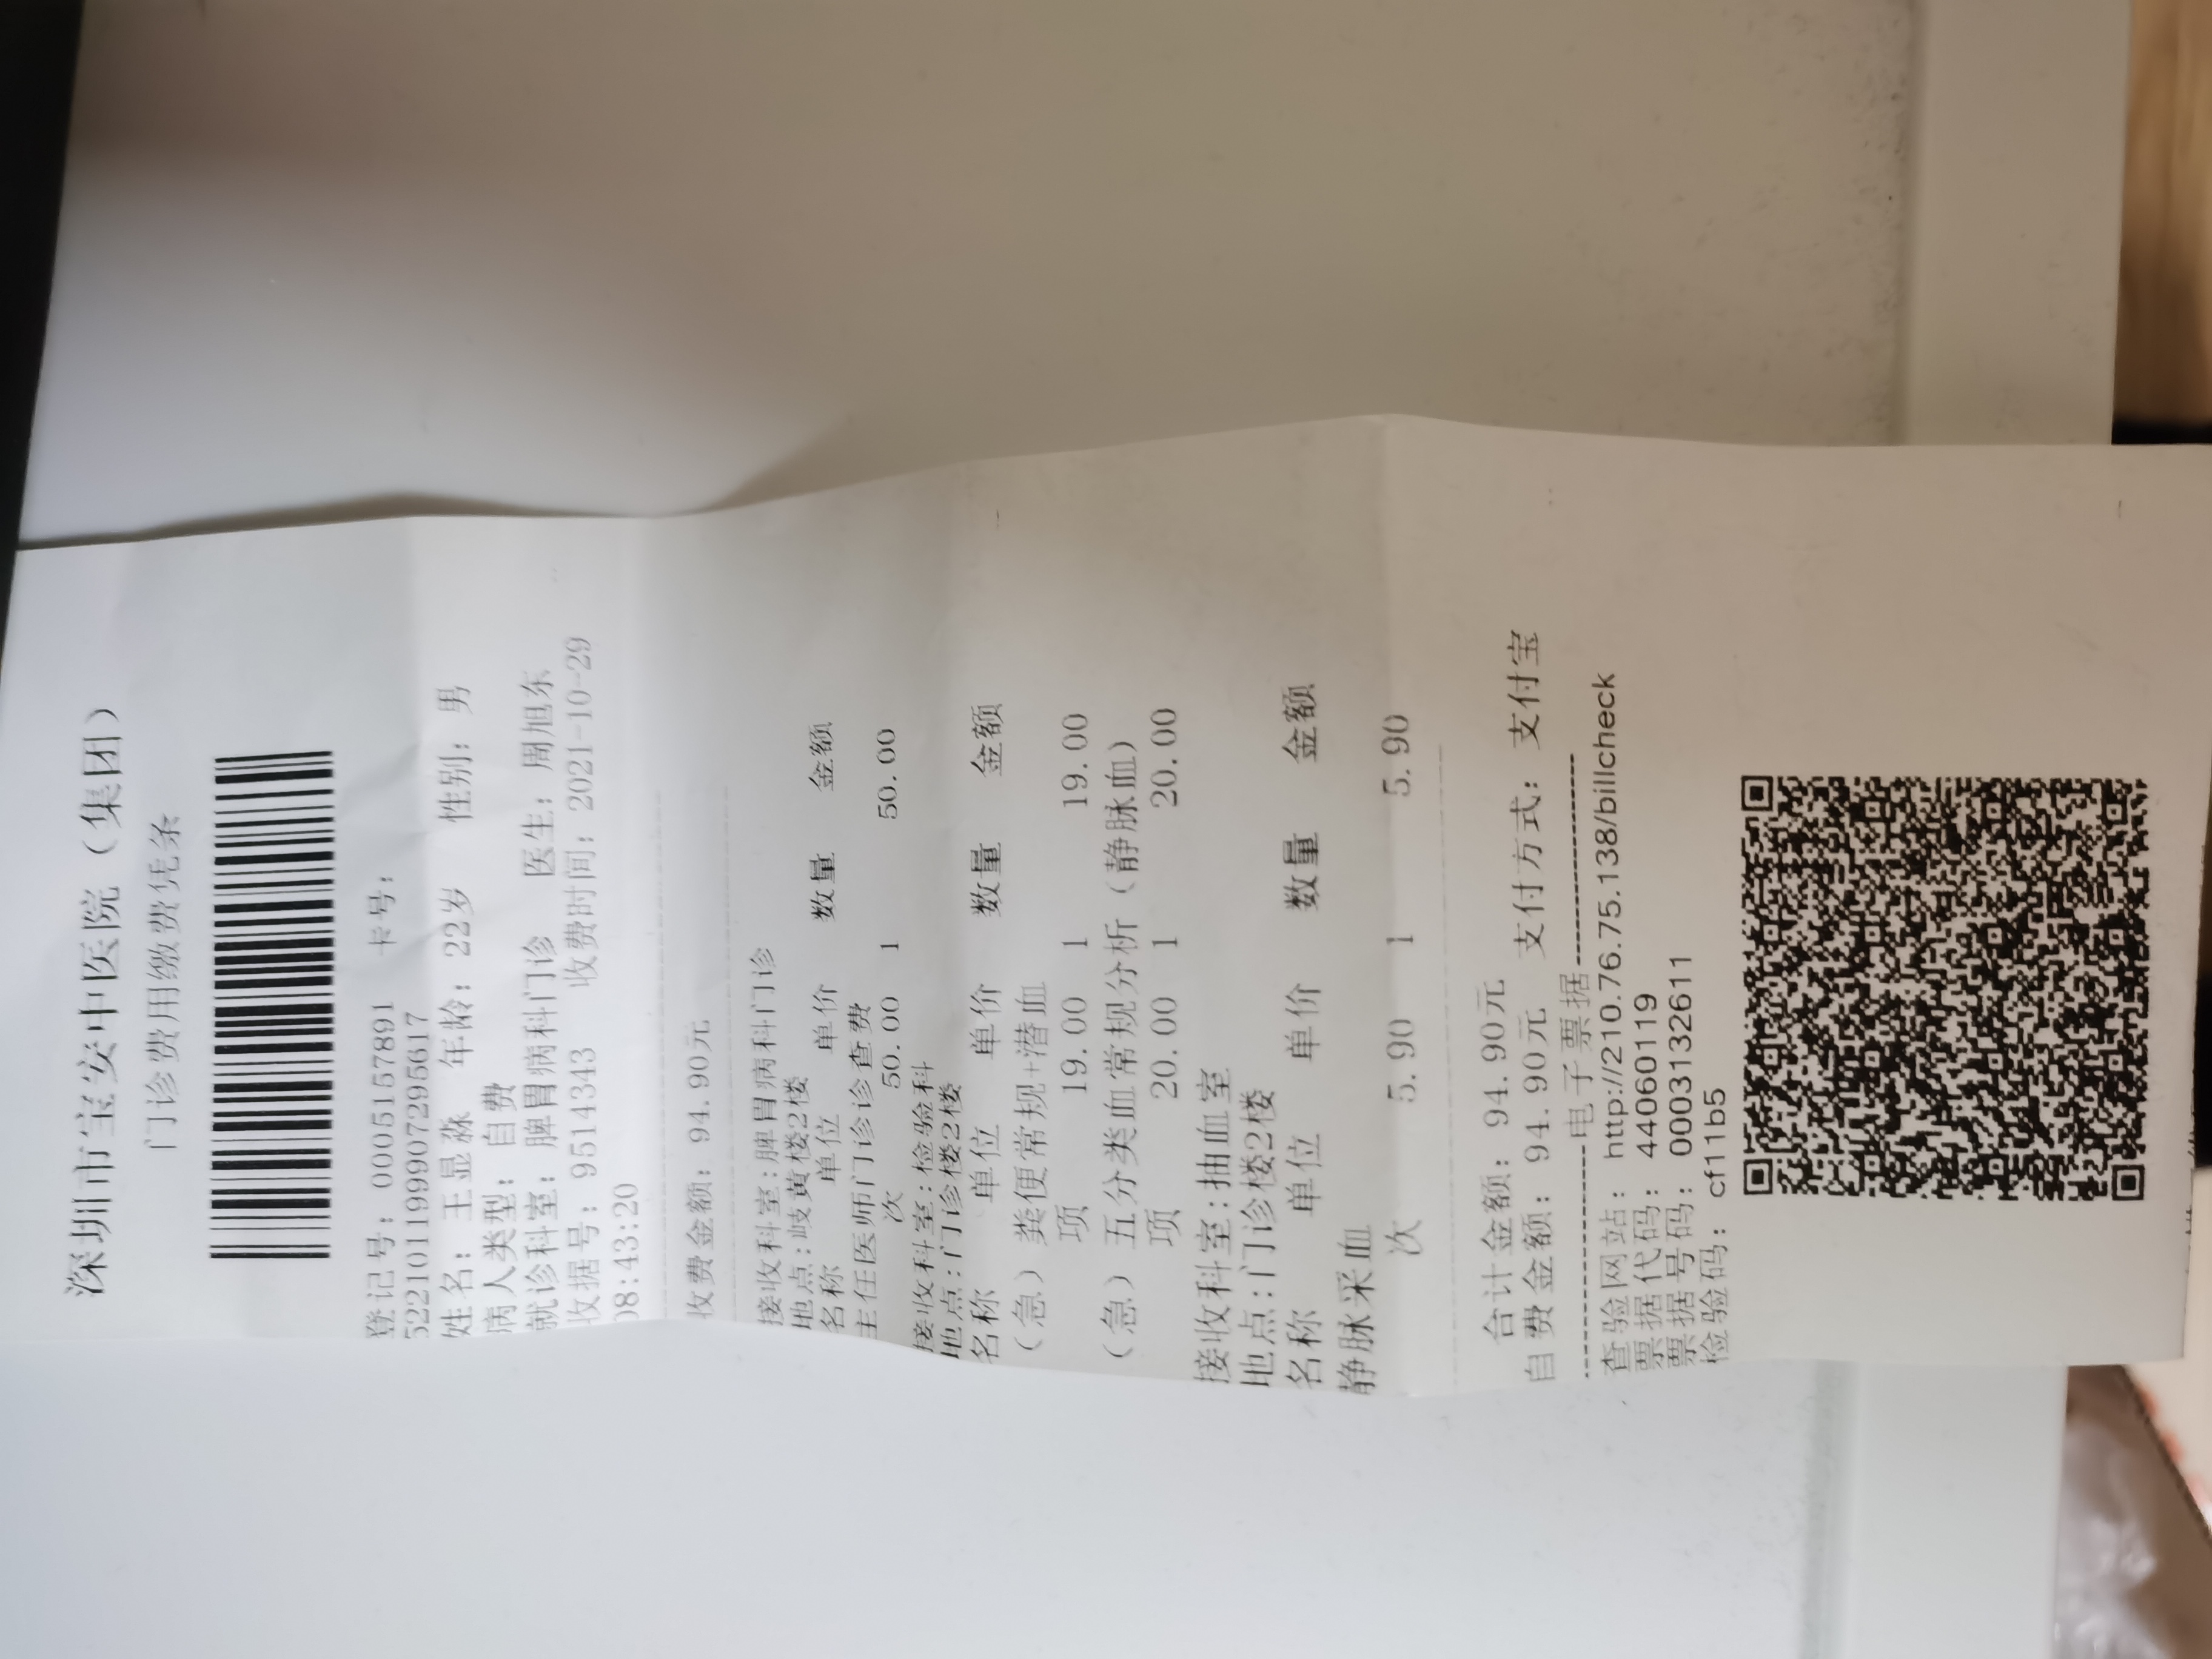 深圳市宝安中医院（集团）
门诊费用缴费凭条
登记号：0005157891 卡号：
522101199907295617
姓名：王显淼 年龄：22岁 性别：男
病人类型：自费
就诊科室：脾胃病科门诊 医生：周旭东
收据号：9514343 收费时间：2021-10-29
08:43:20
收费金额：94.90元
接收科室:脾胃病科门诊
地点:岐黄楼2楼
名称 单位 单价 数量 金额
主任医师门诊诊查费
次 50.00 1 50.00
接收科室:检验科
地点:门诊楼2楼
名称 单位 单价 数量 金额
（急）粪便常规+潜血
项 19.00 1 19.00
（急）五分类血常规分析（静脉血）
项 20.00 1 20.00
接收科室:抽血室
地点:门诊楼2楼
名称 单位 单价 数量 金额
静脉采血
次 5.90 1 5.90
合计金额：94.90元
自费金额：94.90元 支付方式：支付宝
电子票据
查验网站：http://210.76.75.138/billcheck
票据代码：44060119
票据号码：0003132611
检验码：cf11b5